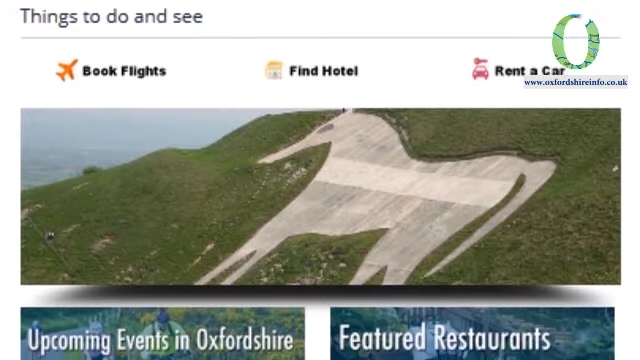 Things to do and see
Book Flights
Find Hotel
Rent a Car
www.oxfordshireinfo.co.uk
Upcoming Events in Oxfordshire
Featured Restaurants